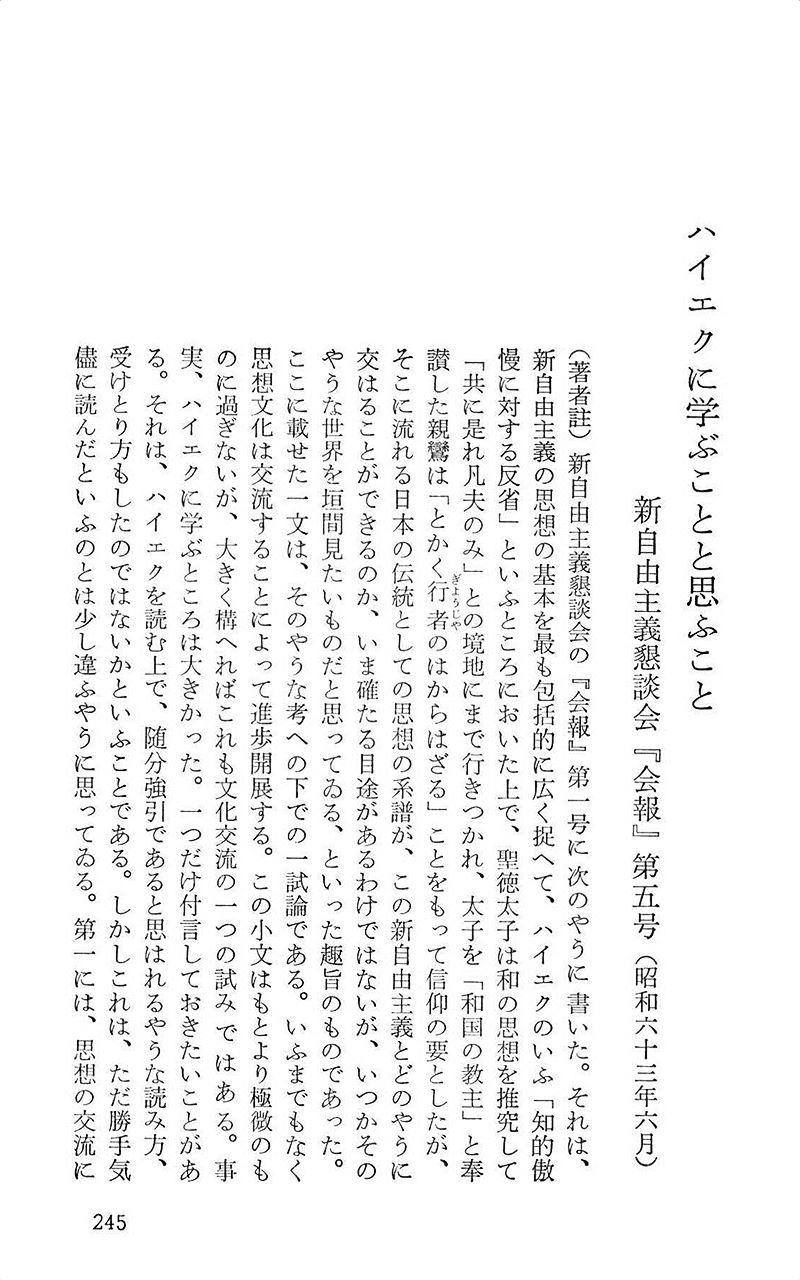 ハイエクに学ぶことと思ふこと
新自由主義懇談会『会報』第五号（昭和六十三年六月）
（著者註）新自由主義懇談会の『会報』第一号に次のやうに書いた。それは、
新自由主義の思想の基本を最も包括的に広く捉へて、ハイエクのいふ「知的傲
慢に対する反省」といふところにおいた上で、聖徳太子は和の思想を推究して
「共に是れ凡夫のみ」との境地にまで行きつかれ、太子を「和国の教主」と奉
讃した親鸞は「とかく行者のはからはざる」ことをもって信仰の要としたが、
ぎようじや
そこに流れる日本の伝統としての思想の系譜が、この新自由主義とどのやうに
交はることができるのか、いま確たる目途があるわけではないが、いつかその
やうな世界を垣間見たいものだと思ってゐる、といった趣旨のものであった。
ここに載せた一文は、そのやうな考への下での一試論である。いふまでもなく
思想文化は交流することによって進歩開展する。この小文はもとより極微のも
のに過ぎないが、大きく構へればこれも文化交流の一つの試みではある。事
実、ハイエクに学ぶところは大きかった。一つだけ付言しておきたいことがあ
る。それは、ハイエクを読む上で、随分強引であると思はれるやうな読み方、
受けとり方もしたのではないかといふことである。しかしこれは、ただ勝手気
儘に読んだといふのとは少し違ふやうに思ってゐる。第一には、思想の交流に
245